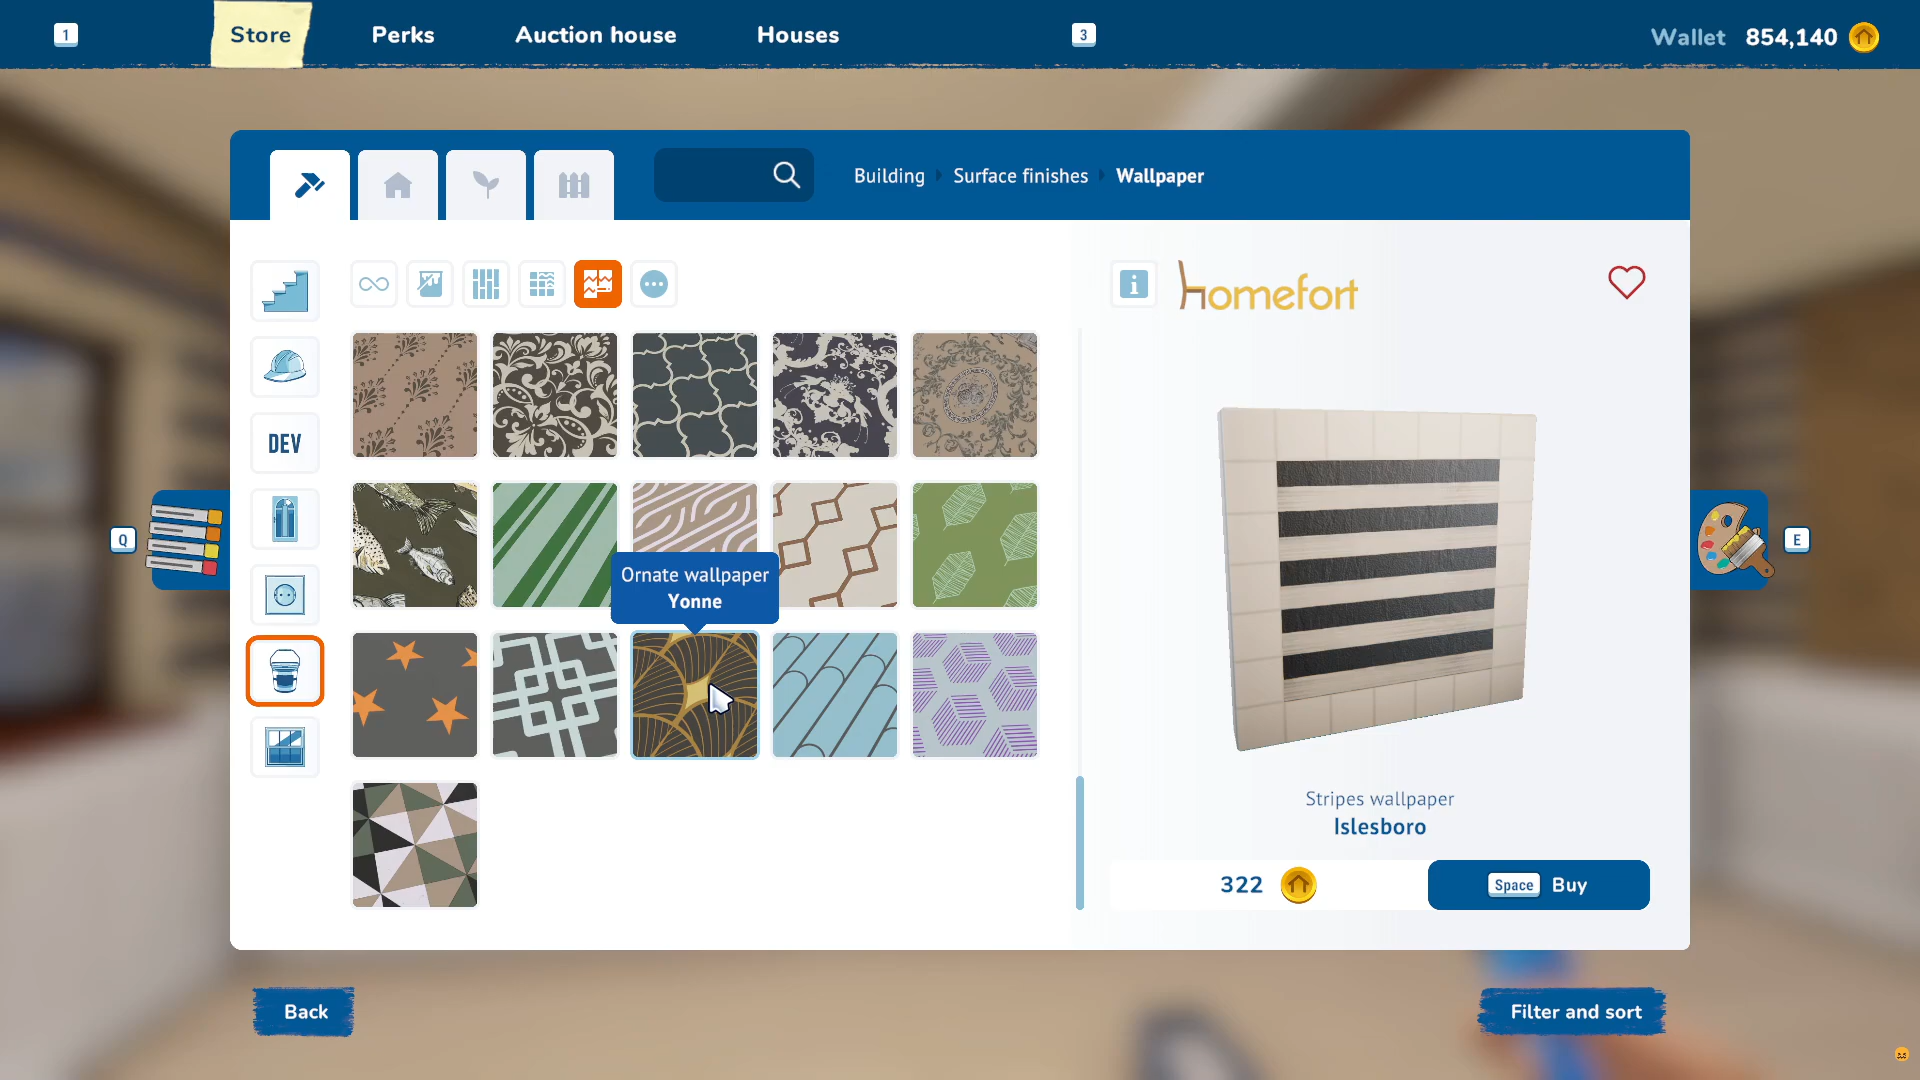 1
Store
Perks
Auction house
Houses
3
Wallet 854,140
Building
Surface finishes
Wallpaper
i
homefort
DEV
Q
E
Ornate wallpaper
Yonne
Stripes wallpaper
Islesboro
322
Space Buy
Back
Filter and sort